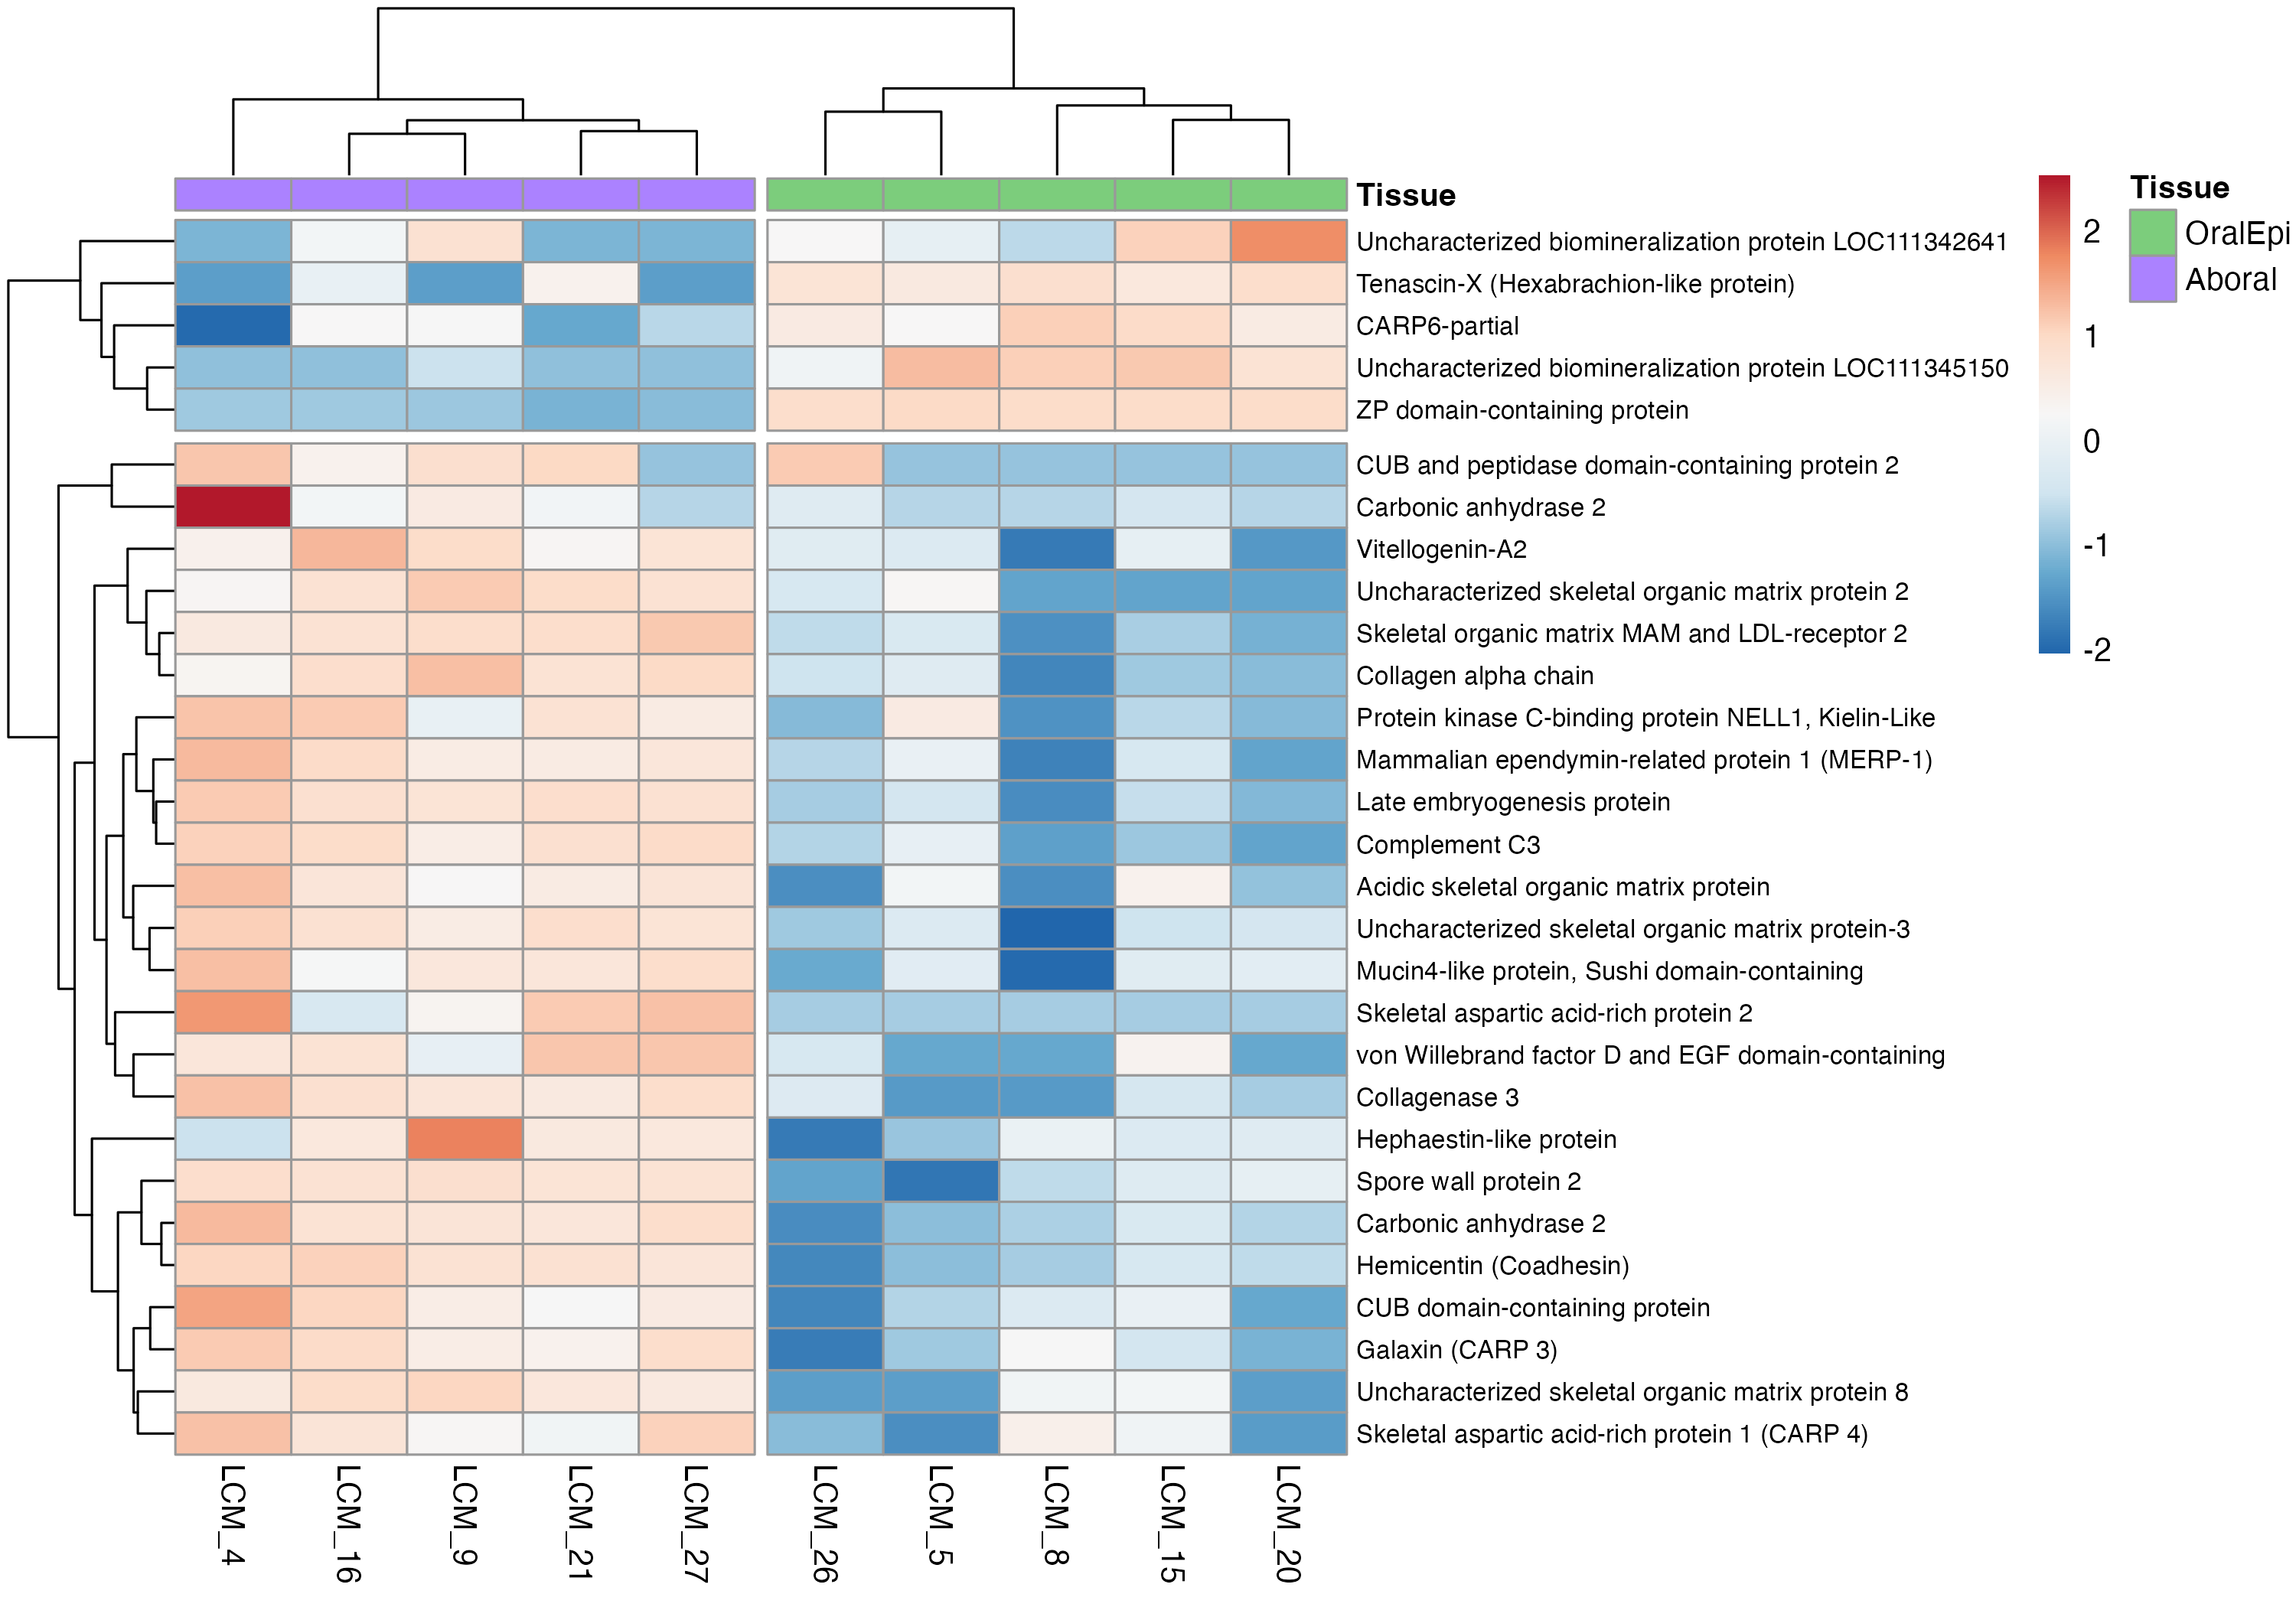 Tissue
Uncharacterized biomineralization protein LOC111342641
Tenascin-X (Hexabrachion-like protein)
CARP6-partial
Uncharacterized biomineralization protein LOC111345150
ZP domain-containing protein
CUB and peptidase domain-containing protein 2
Carbonic anhydrase 2
Vitellogenin-A2
Uncharacterized skeletal organic matrix protein 2
Skeletal organic matrix MAM and LDL-receptor 2
Collagen alpha chain
Protein kinase C-binding protein NELL1, Kielin-Like
Mammalian ependymin-related protein 1 (MERP-1)
Late embryogenesis protein
Complement C3
Acidic skeletal organic matrix protein
Uncharacterized skeletal organic matrix protein-3
Mucin4-like protein, Sushi domain-containing
Skeletal aspartic acid-rich protein 2
von Willebrand factor D and EGF domain-containing
Collagenase 3
Hephaestin-like protein
Spore wall protein 2
Carbonic anhydrase 2
Hemicentin (Coadhesin)
CUB domain-containing protein
Galaxin (CARP 3)
Uncharacterized skeletal organic matrix protein 8
Skeletal aspartic acid-rich protein 1 (CARP 4)
LCM_4
LCM_16
LCM_9
LCM_21
LCM_27
LCM_26
LCM_5
LCM_8
LCM_15
LCM_20
2
1
0
-1
-2
Tissue
OralEpi
Aboral